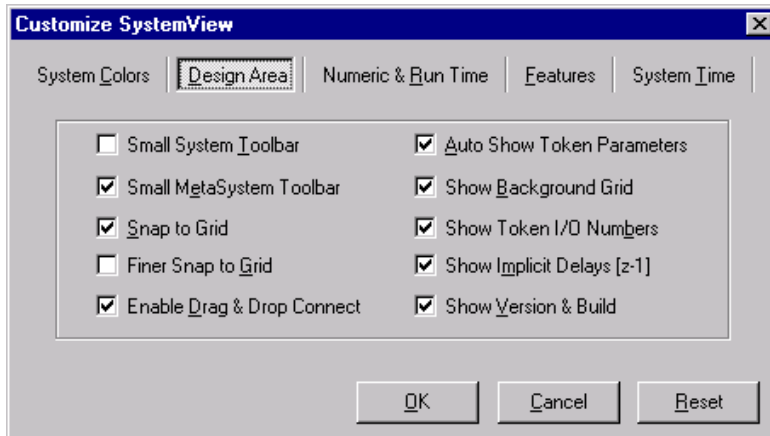 Customize SystemView
System Colors Design Area Numeric & Run Time Features System Time
Small System Toolbar Auto Show Token Parameters
Small MetaSystem Toolbar Show Background Grid
Snap to Grid Show Token I/O Numbers
Finer Snap to Grid Show Implicit Delays [z-1]
Enable Drag & Drop Connect Show Version & Build
OK Cancel Reset